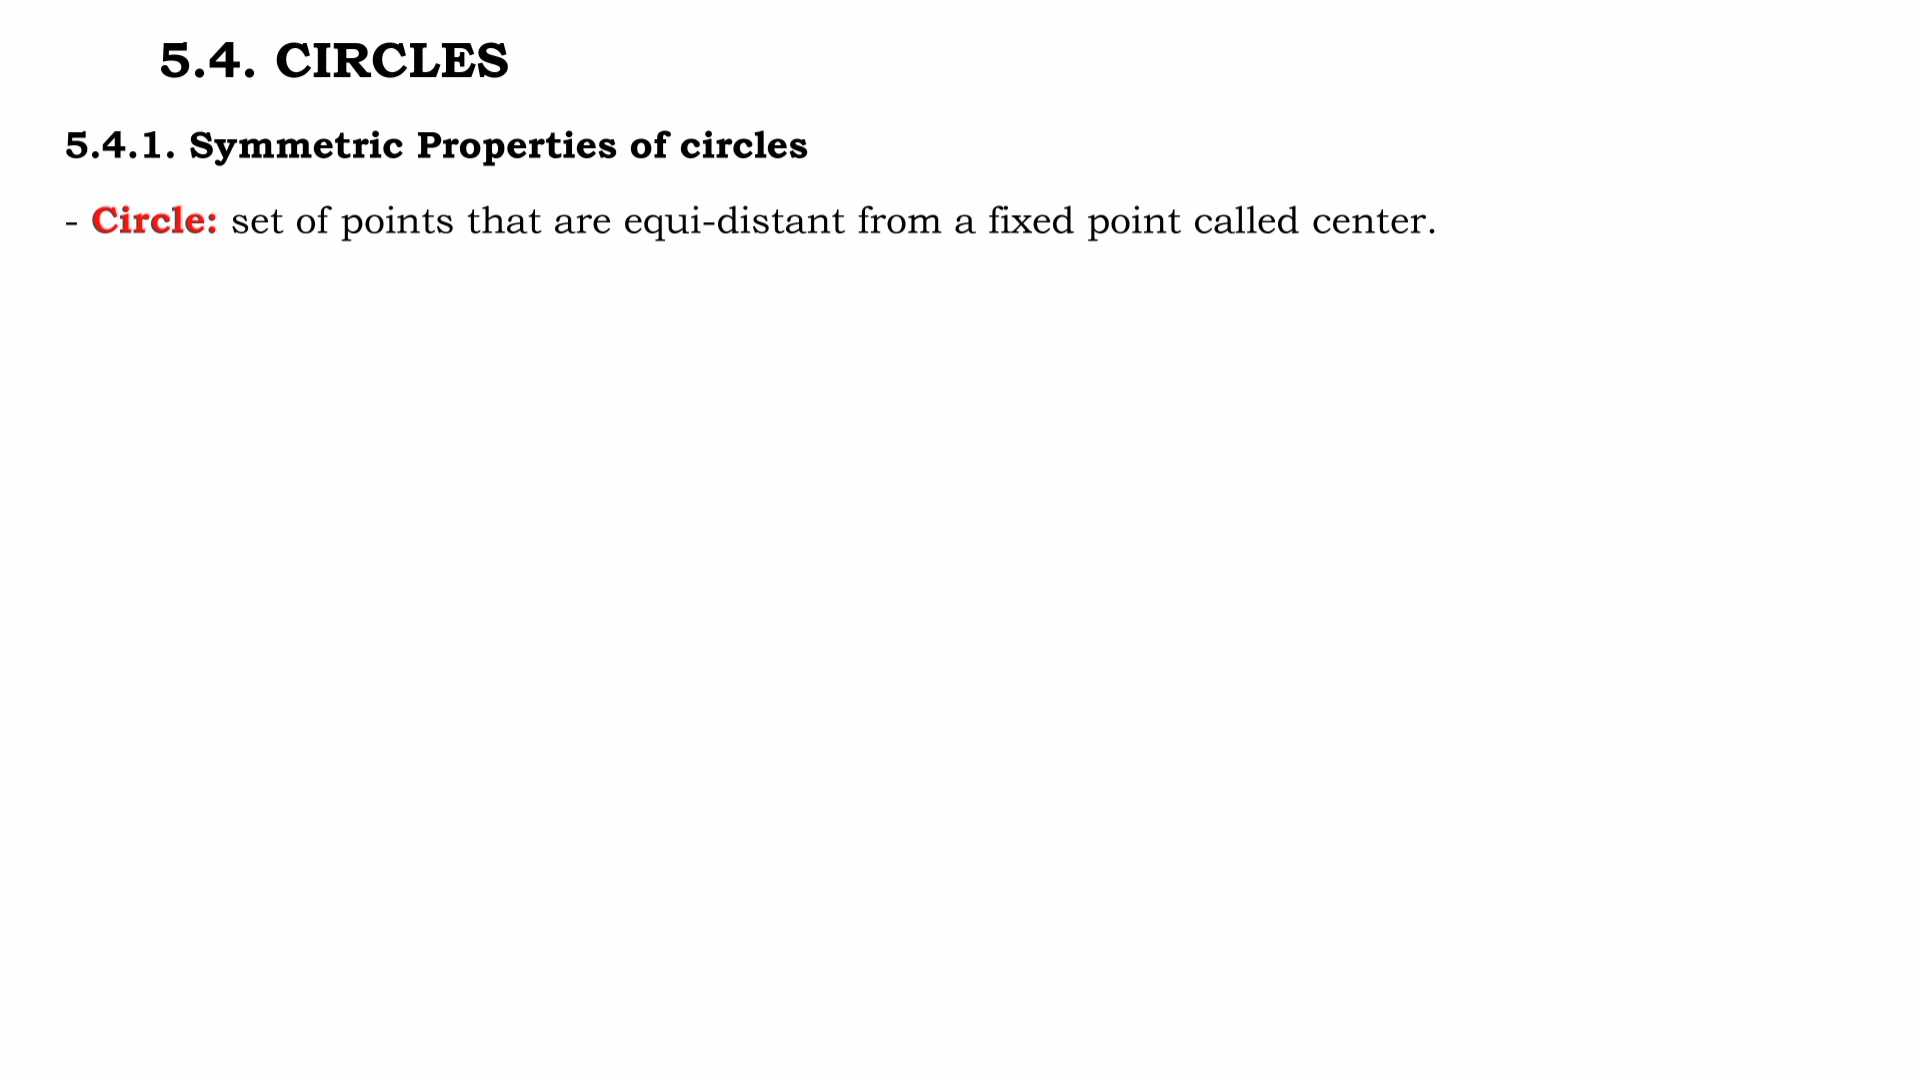 5.4. CIRCLES
5.4.1. Symmetric Properties of circles
- Circle: set of points that are equi-distant from a fixed point called center.